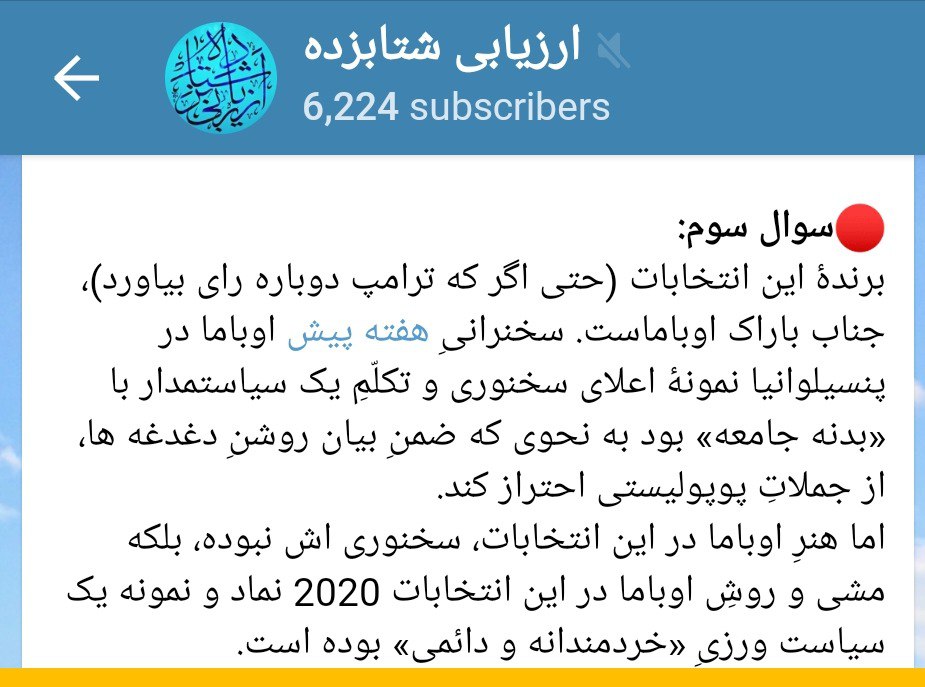 ارزیابی شتابزده
6,224 subscribers
سوال سوم:
برندهٔ این انتخابات (حتی اگر که ترامپ دوباره رای بیاورد)،
جناب باراک اوباماست. سخنرانیِ هفته پیش اوباما در
پنسیلوانیا نمونهٔ اعلای سخنوری و تکلّمِ یک سیاستمدار با
«بدنه جامعه» بود به نحوی که ضمنِ بیان روشنِ دغدغه ها،
از جملاتِ پوپولیستی احتراز کند.
اما هنرِ اوباما در این انتخابات، سخنوری اش نبوده، بلکه
مشی و روشِ اوباما در این انتخابات 2020 نماد و نمونه یک
سیاست ورزیِ «خردمندانه و دائمی» بوده است.